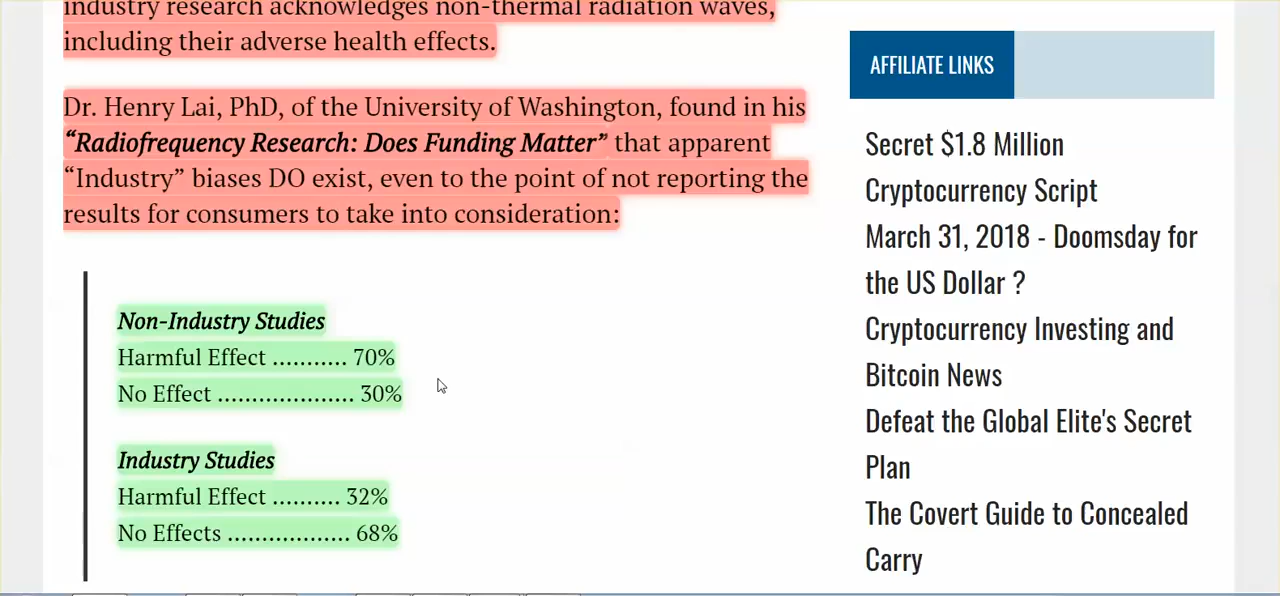 industry research acknowledges non-thermal radiation waves,
including their adverse health effects.
Dr. Henry Lai, PhD, of the University of Washington, found in his
“Radiofrequency Research: Does Funding Matter” that apparent
“Industry” biases DO exist, even to the point of not reporting the
results for consumers to take into consideration:
Non-Industry Studies
Harmful Effect ........... 70%
No Effect ..................... 30%
Industry Studies
Harmful Effect .......... 32%
No Effects ................... 68%
AFFILIATE LINKS
Secret $1.8 Million
Cryptocurrency Script
March 31, 2018 - Doomsday for
the US Dollar ?
Cryptocurrency Investing and
Bitcoin News
Defeat the Global Elite's Secret
Plan
The Covert Guide to Concealed
Carry